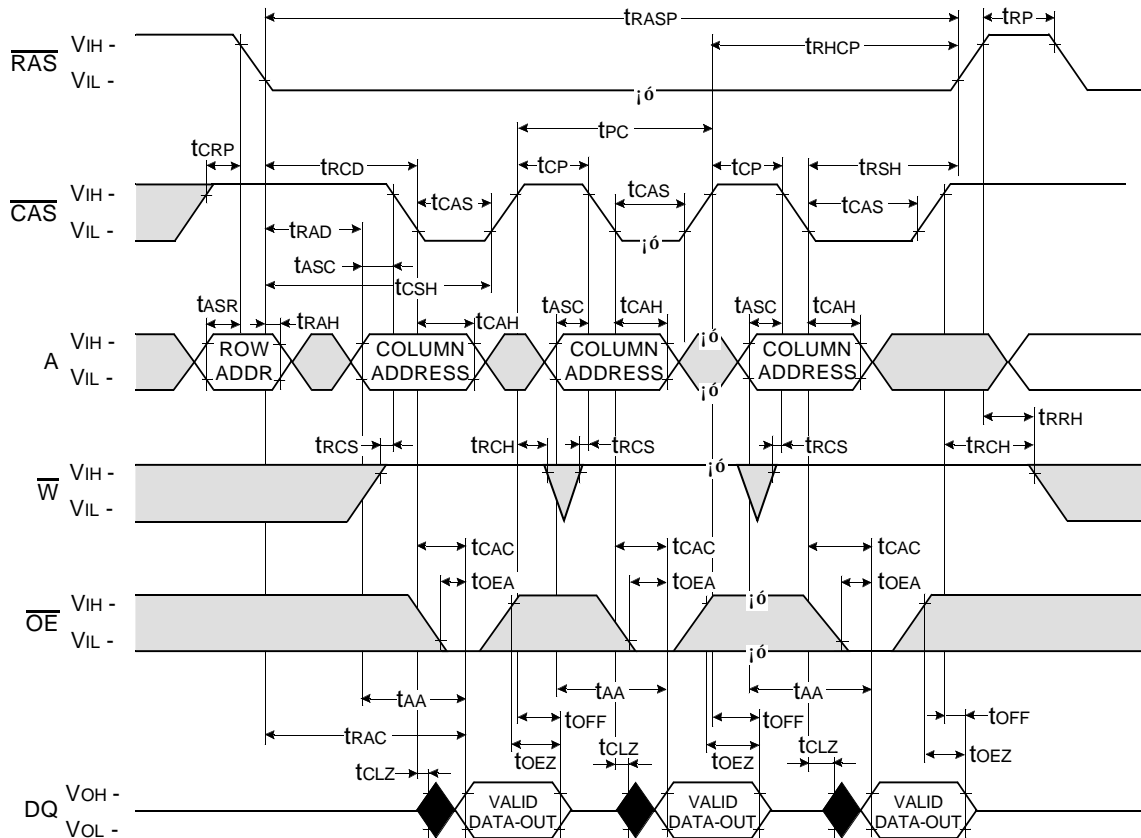 tRASP
tRP
tRHCP
RAS
VIH -
VIL -
¡ó
tCRP
tRCD
tPC
tCP
tCP
tRSH
CAS
VIH -
VIL -
tCAS
tCAS
tCAS
¡ó
tRAD
tASC
tCSH
tASR
tRAH
tCAH
tASC
tCAH
tASC
tCAH
A
VIH -
VIL -
ROW
ADDR
COLUMN
ADDRESS
COLUMN
ADDRESS
¡ó
¡ó
COLUMN
ADDRESS
tRRH
tRCS
tRCH
tRCS
tRCS
tRCH
W
VIH -
VIL -
¡ó
tCAC
tCAC
tCAC
tOEA
tOEA
tOEA
OE
VIH -
VIL -
¡ó
¡ó
tAA
tAA
tAA
tOFF
tOFF
tOFF
tRAC
tCLZ
tOEZ
tCLZ
tOEZ
tCLZ
tOEZ
DQ
VOH -
VOL -
VALID
DATA-OUT
VALID
DATA-OUT
VALID
DATA-OUT